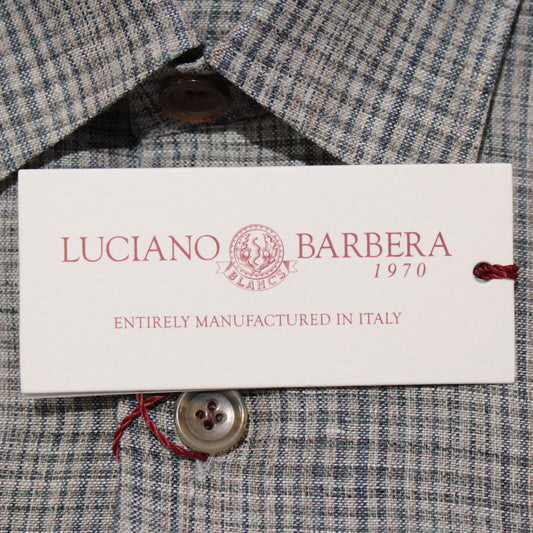 LUCIANO BARBERA
BLANCS
1970
ENTIRELY MANUFACTURED IN ITALY